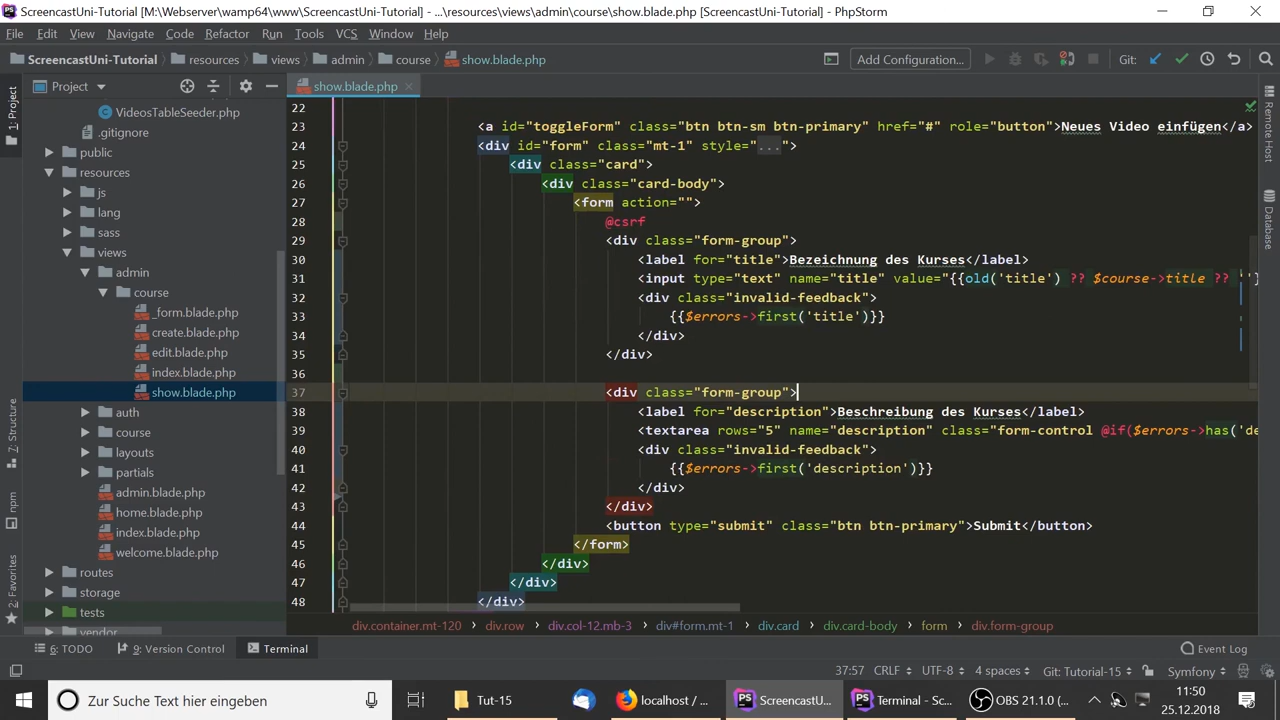 ScreencastUni-Tutorial [M:\Webserver\wamp64\www\ScreencastUni-Tutorial] - ...\resources\views\admin\course\show.blade.php [ScreencastUni-Tutorial] - PhpStorm
File Edit View Navigate Code Refactor Run Tools VCS Window Help
ScreencastUni-Tutorial resources views admin course show.blade.php Add Configuration... Git:
Project show.blade.php
1: Project
7: Structure
npm
2: Favorites
VideosTableSeeder.php
.gitignore
public
resources
js
lang
sass
views
admin
course
_form.blade.php
create.blade.php
edit.blade.php
index.blade.php
show.blade.php
auth
course
layouts
partials
admin.blade.php
home.blade.php
index.blade.php
welcome.blade.php
routes
storage
tests
vendor
22
23 <a id="toggleForm" class="btn btn-sm btn-primary" href="#" role="button">Neues Video einfügen</a>
24 <div id="form" class="mt-1" style="...">
25 <div class="card">
26 <div class="card-body">
27 <form action="">
28 @csrf
29 <div class="form-group">
30 <label for="title">Bezeichnung des Kurses</label>
31 <input type="text" name="title" value="{{old('title') ?? $course->title ?? ''}
32 <div class="invalid-feedback">
33 {{$errors->first('title')}}
34 </div>
35 </div>
36
37 <div class="form-group">
38 <label for="description">Beschreibung des Kurses</label>
39 <textarea rows="5" name="description" class="form-control @if($errors->has('de
40 <div class="invalid-feedback">
41 {{$errors->first('description')}}
42 </div>
43 </div>
44 <button type="submit" class="btn btn-primary">Submit</button>
45 </form>
46 </div>
47 </div>
48 </div>
Remote Host
Database
div.container.mt-120 div.row div.col-12.mb-3 div#form.mt-1 div.card div.card-body form div.form-group
6: TODO 9: Version Control Terminal Event Log
37:57 CRLF UTF-8 4 spaces Git: Tutorial-15 Symfony
Zur Suche Text hier eingeben Tut-15 localhost / ... ScreencastU... Terminal - Sc... OBS 21.1.0 (... 11:50
25.12.2018